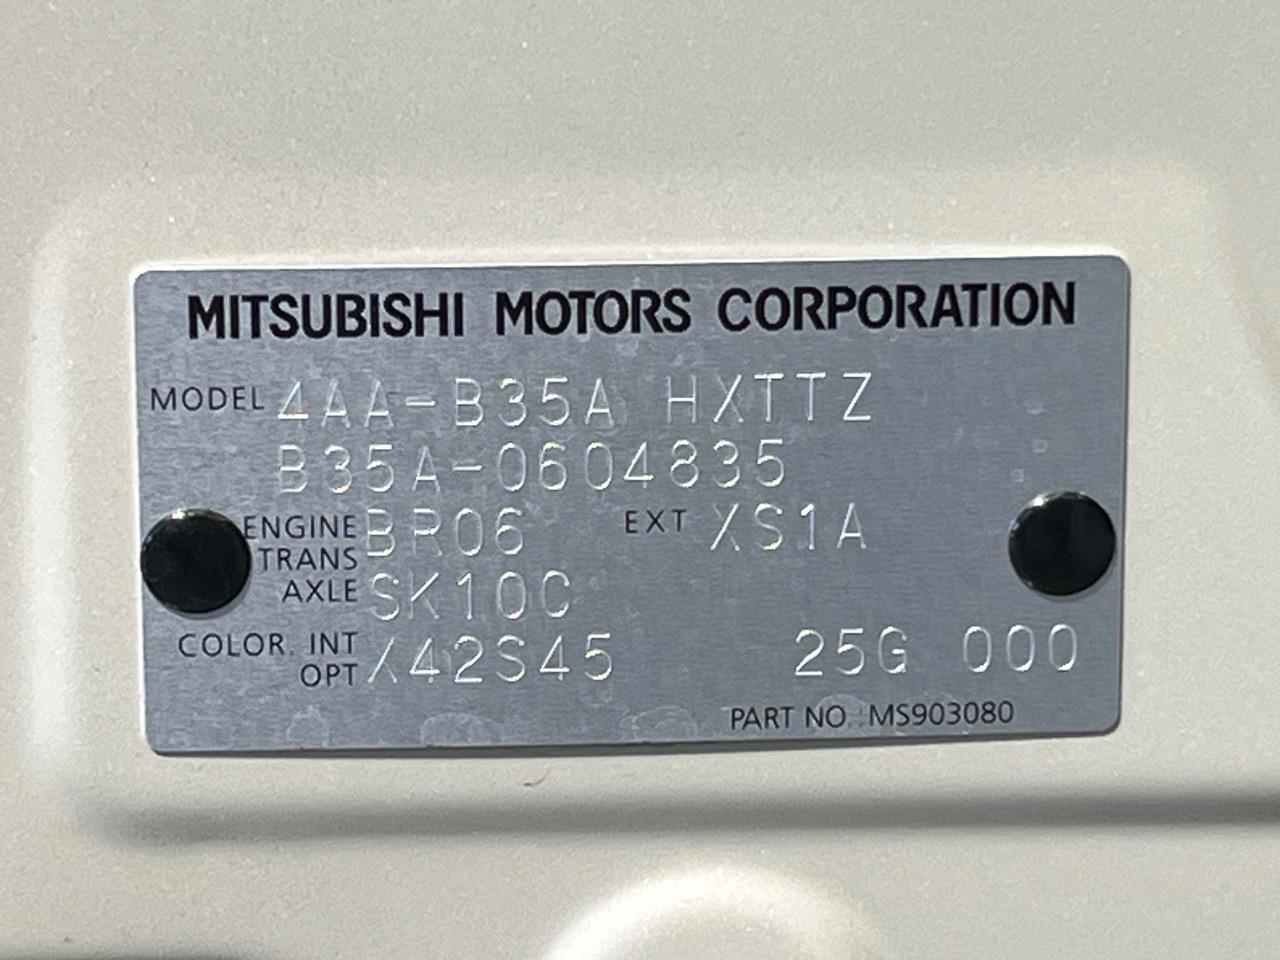 MITSUBISHI MOTORS CORPORATION
MODEL 4AA-B35A HXTTZ
B35A-0604835
ENGINE BR06 EXT XS1A
TRANS
AXLE SK10C
COLOR. INT
OPT X42S45 25G 000
PART NO. MS903080